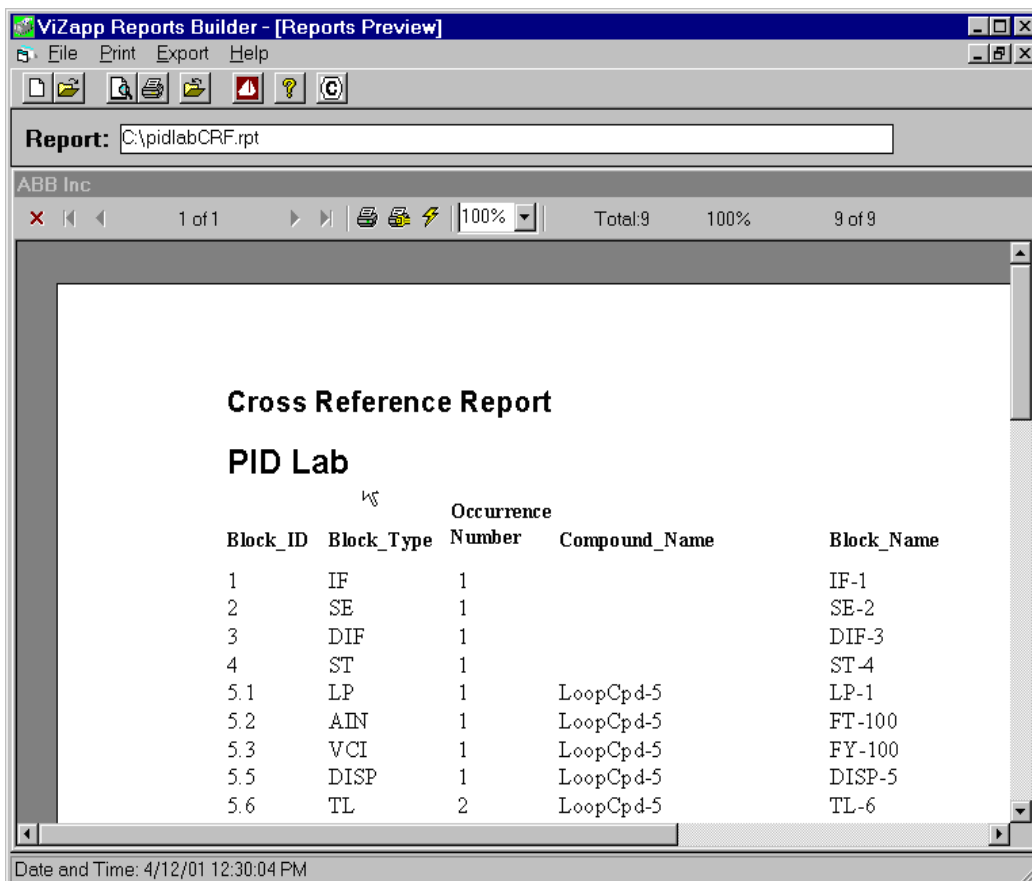 ViZapp Reports Builder - [Reports Preview]
File Print Export Help
Report: C:\pidlabCRF.rpt
ABB Inc
1 of 1 100% Total:9 100% 9 of 9
Cross Reference Report
PID Lab
Block_ID Block_Type Occurrence Number Compound_Name Block_Name
1 IF 1 IF-1
2 SE 1 SE-2
3 DIF 1 DIF-3
4 ST 1 ST-4
5.1 LP 1 LoopCpd-5 LP-1
5.2 AIN 1 LoopCpd-5 FT-100
5.3 VCI 1 LoopCpd-5 FY-100
5.5 DISP 1 LoopCpd-5 DISP-5
5.6 TL 2 LoopCpd-5 TL-6
Date and Time: 4/12/01 12:30:04 PM